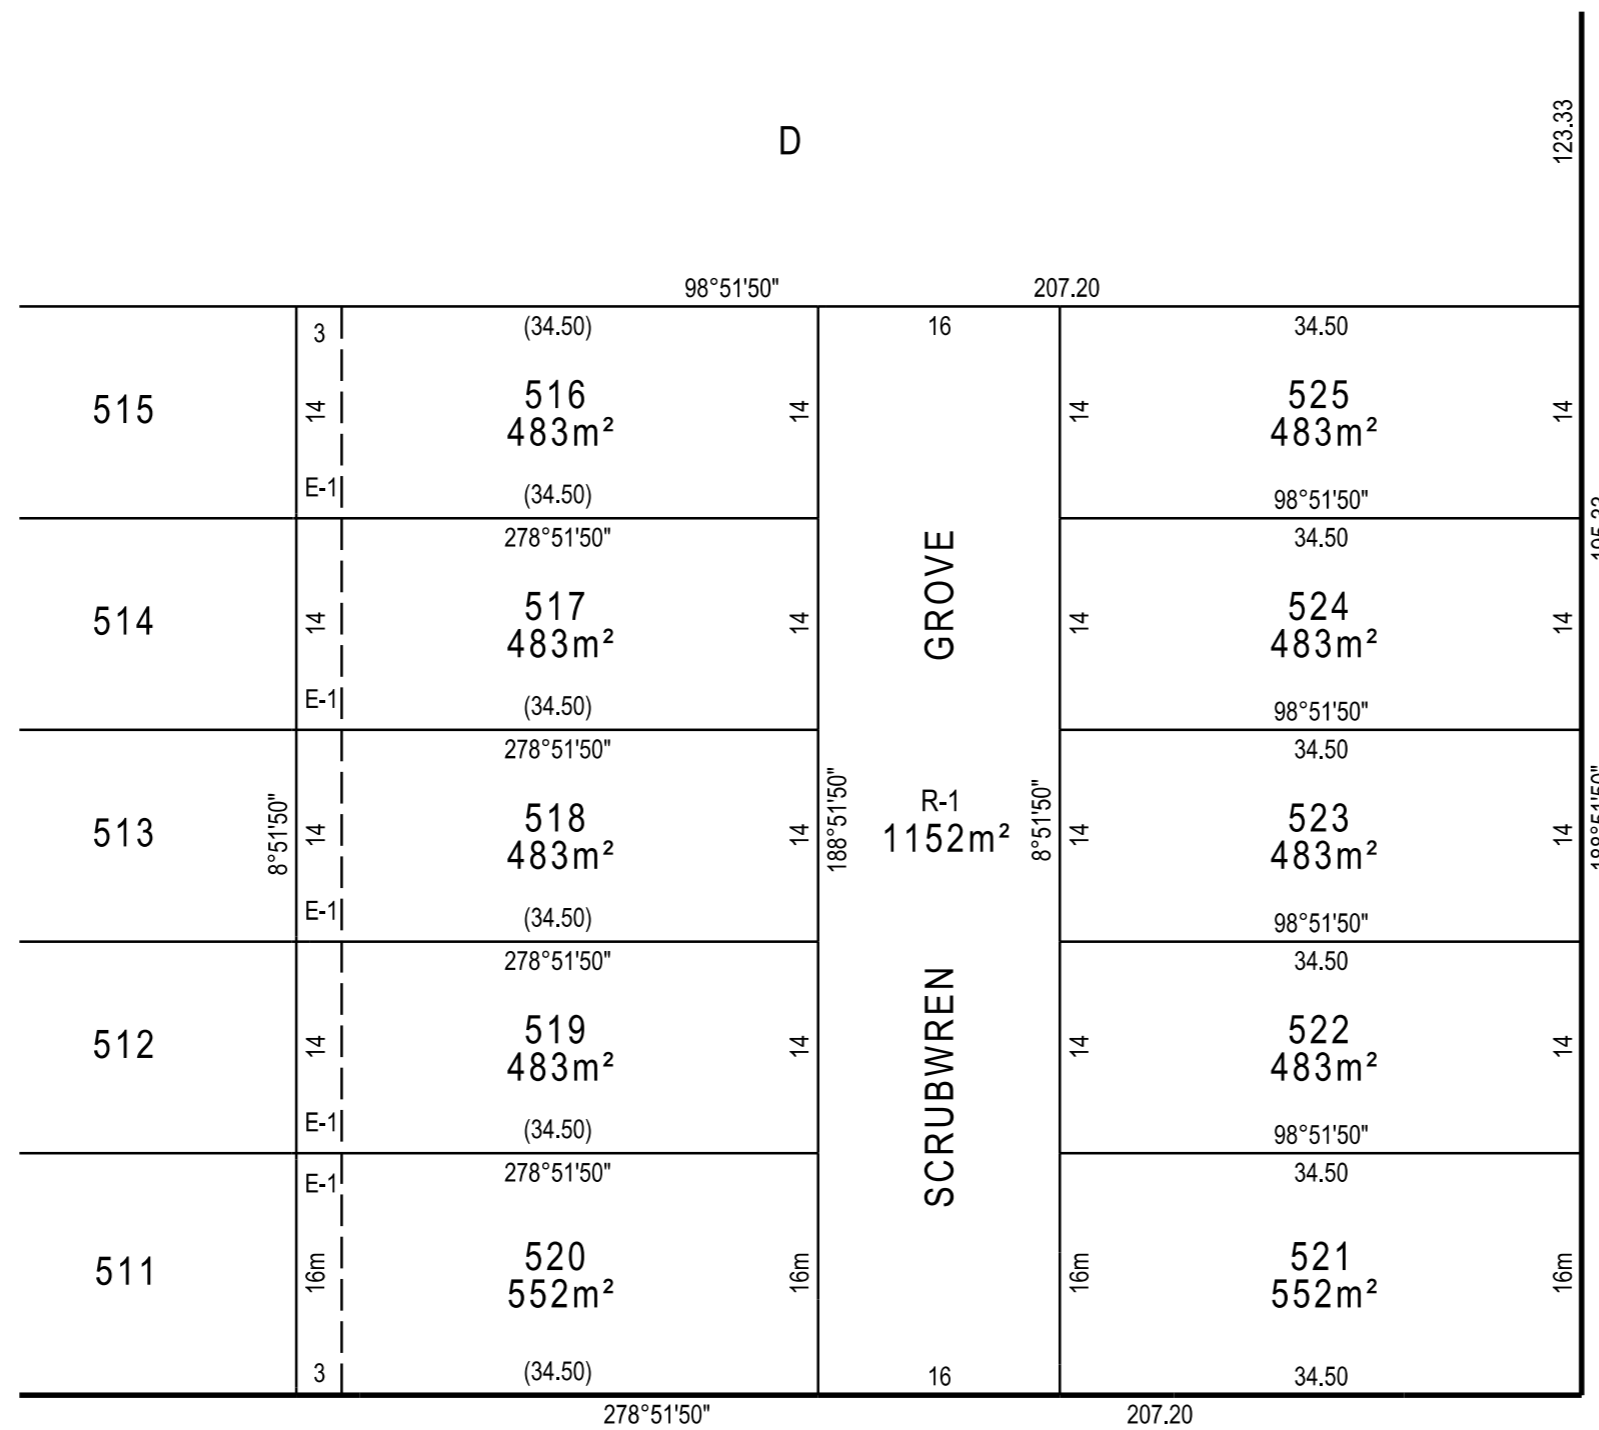 D
123.33
98°51'50" 207.20
3 (34.50) 16 34.50
515 14 516 14 14 525 14
483m² 483m²
E-1 (34.50) 98°51'50"
278°51'50" 34.50
514 14 517 14 GROVE 14 524 14
483m² 483m²
E-1 (34.50) 98°51'50"
278°51'50" 34.50
513 8°51'50" 14 518 14 188°51'50" R-1 8°51'50" 14 523 14
483m² 1152m² 483m²
188°51'50"
E-1 (34.50) 98°51'50"
278°51'50" 34.50
512 14 519 14 SCRUBWREN 14 522 14
483m² 483m²
E-1 (34.50) 98°51'50"
E-1 278°51'50" 34.50
511 16m 520 16m 16m 521 16m
552m² 552m²
3 (34.50) 16 34.50
278°51'50" 207.20